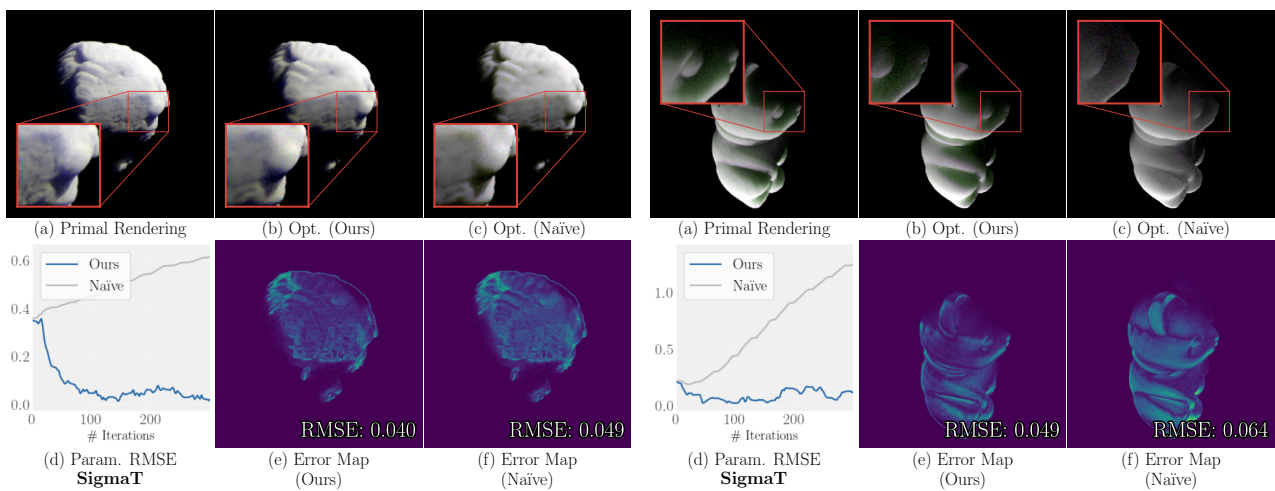 (a) Primal Rendering
(b) Opt. (Ours)
(c) Opt. (Naïve)
0.6
0.4
0.2
0.0
Ours
Naïve
0
100
200
# Iterations
(d) Param. RMSE
SigmaT
RMSE: 0.040
(e) Error Map
(Ours)
RMSE: 0.049
(f) Error Map
(Naïve)
(a) Primal Rendering
(b) Opt. (Ours)
(c) Opt. (Naïve)
1.0
0.5
0.0
Ours
Naïve
0
100
200
# Iterations
(d) Param. RMSE
SigmaT
RMSE: 0.049
(e) Error Map
(Ours)
RMSE: 0.064
(f) Error Map
(Naïve)